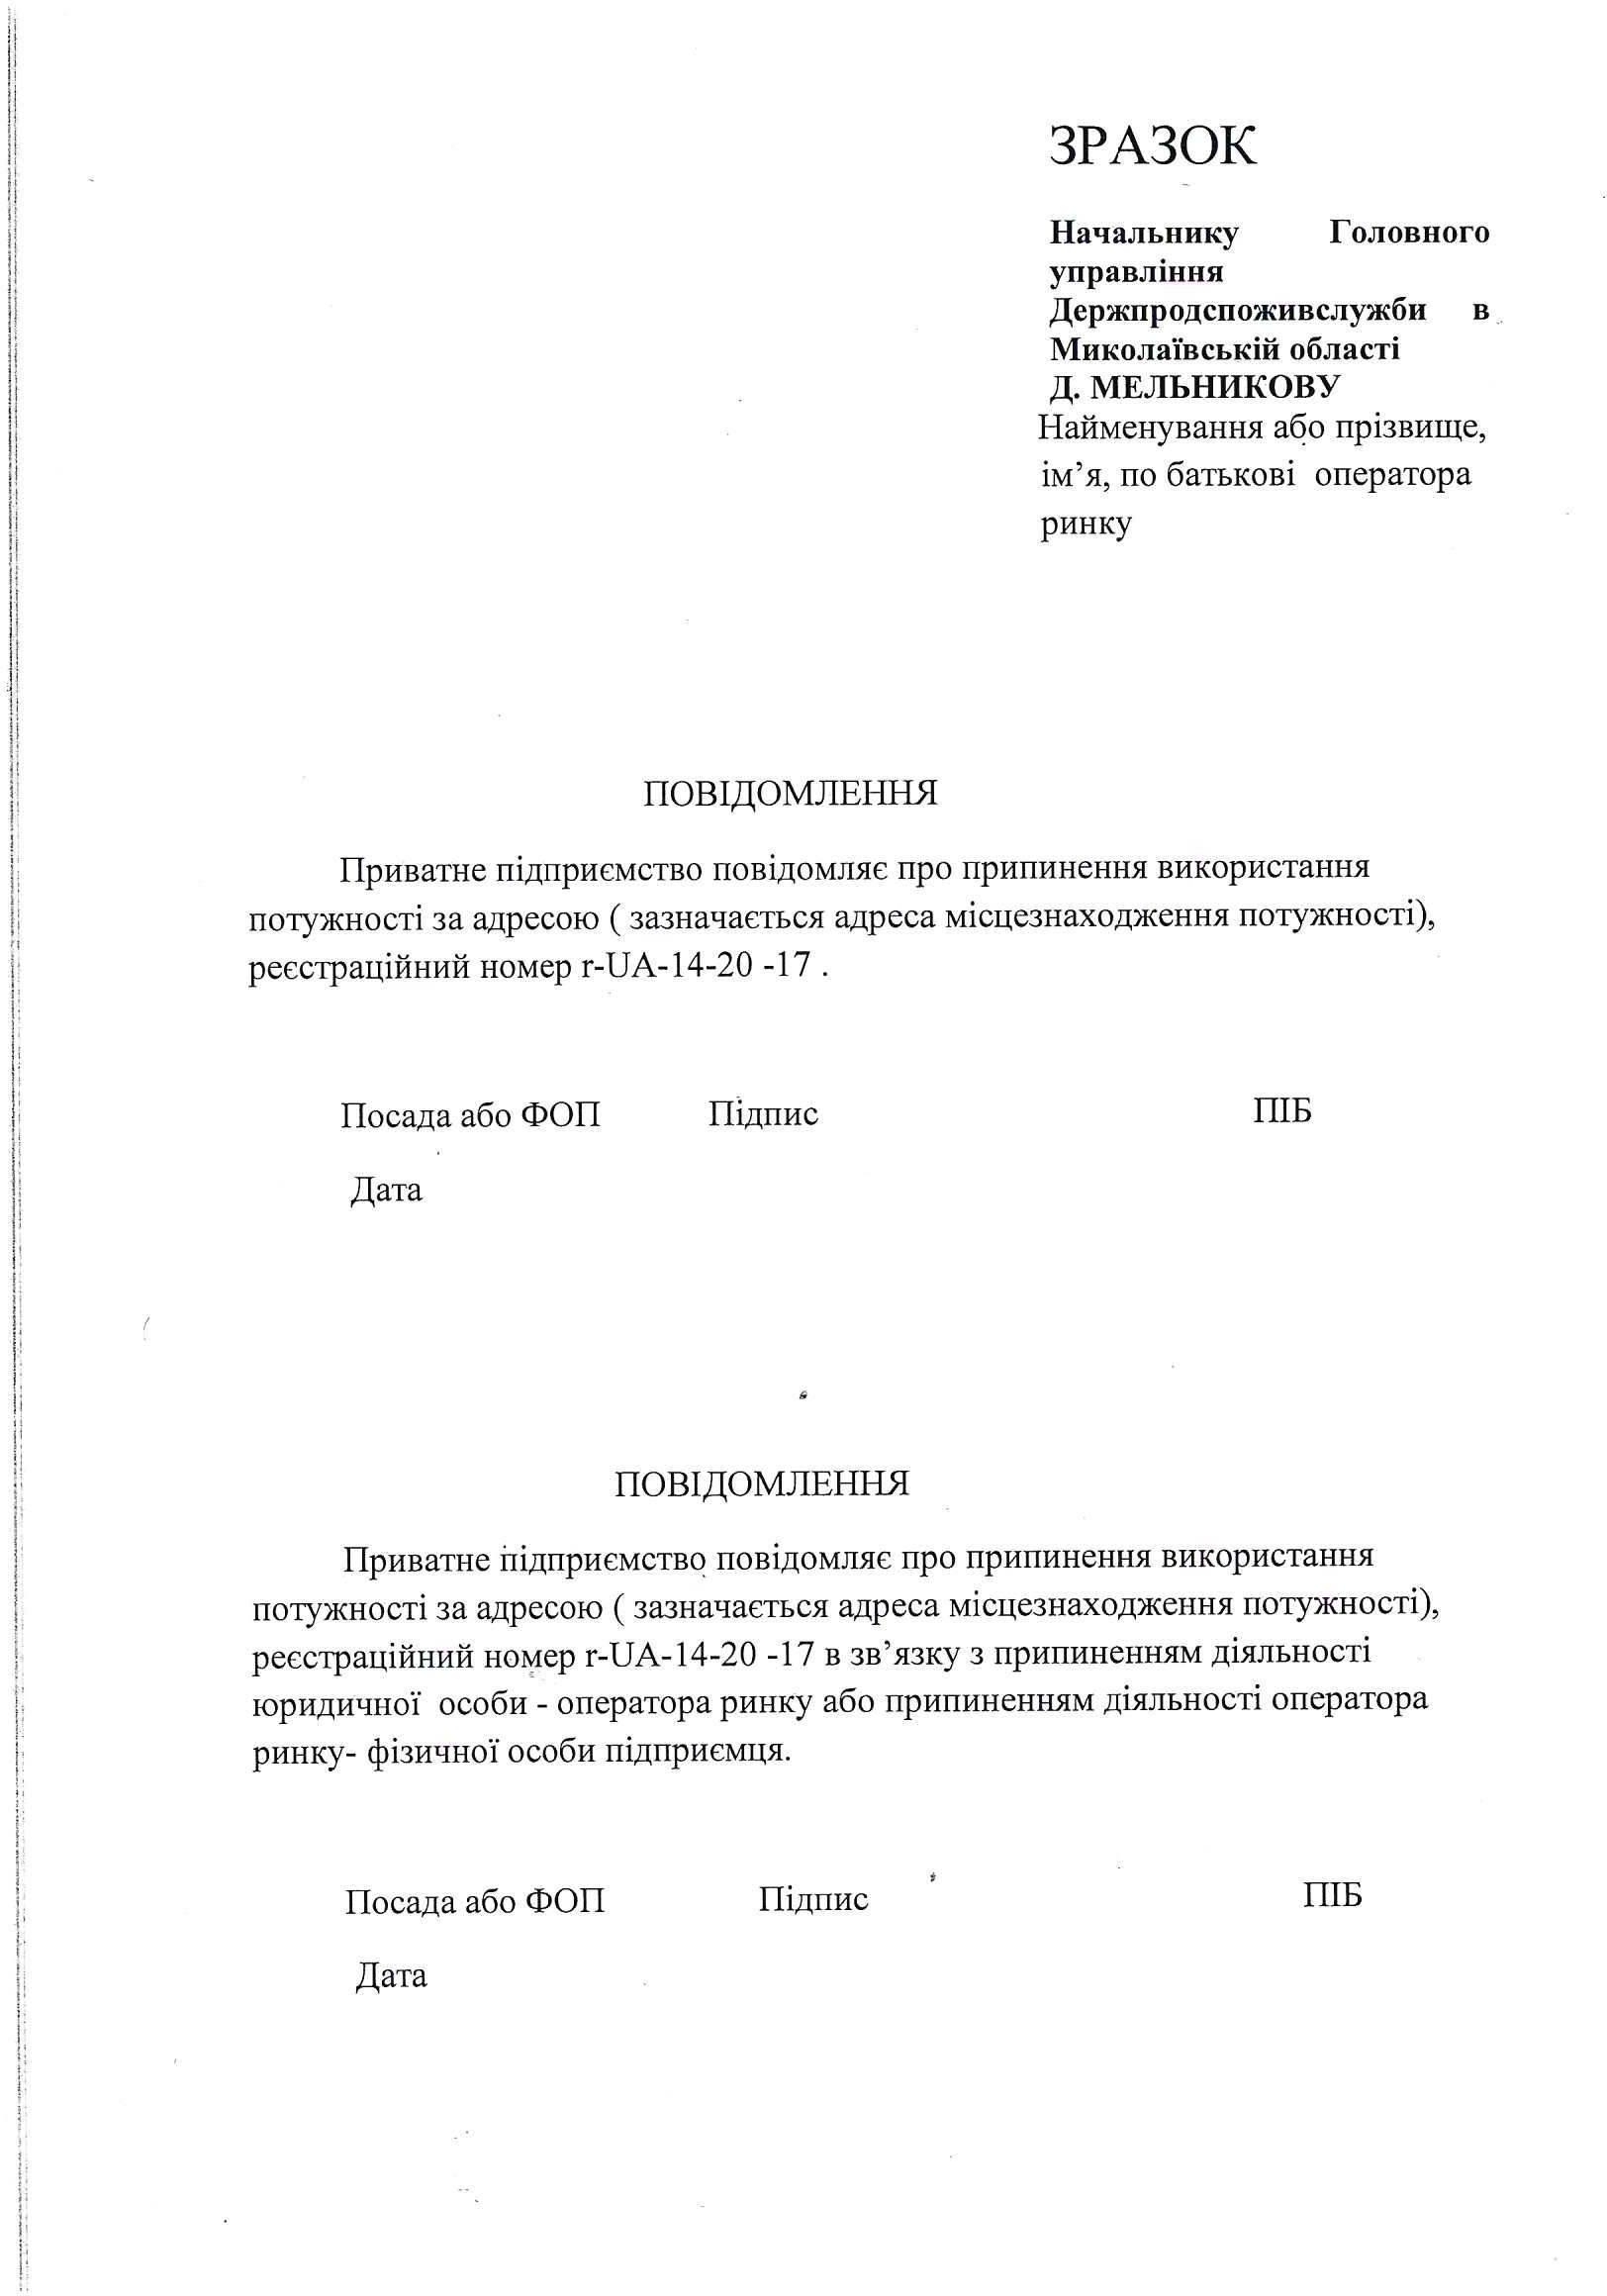 ЗРАЗОК
Начальнику Головного
управління
Держпродспоживслужби в
Миколаївській області
Д. МЕЛЬНИКОВУ
Найменування або прізвище,
ім’я, по батькові оператора
ринку
ПОВІДОМЛЕННЯ
Приватне підприємство повідомляє про припинення використання
потужності за адресою ( зазначається адреса місцезнаходження потужності),
реєстраційний номер r-UA-14-20 -17 .
Посада або ФОП Підпис ПІБ
Дата
ПОВІДОМЛЕННЯ
Приватне підприємство повідомляє про припинення використання
потужності за адресою ( зазначається адреса місцезнаходження потужності),
реєстраційний номер r-UA-14-20 -17 в зв’язку з припиненням діяльності
юридичної особи - оператора ринку або припиненням діяльності оператора
ринку- фізичної особи підприємця.
Посада або ФОП Підпис ПІБ
Дата